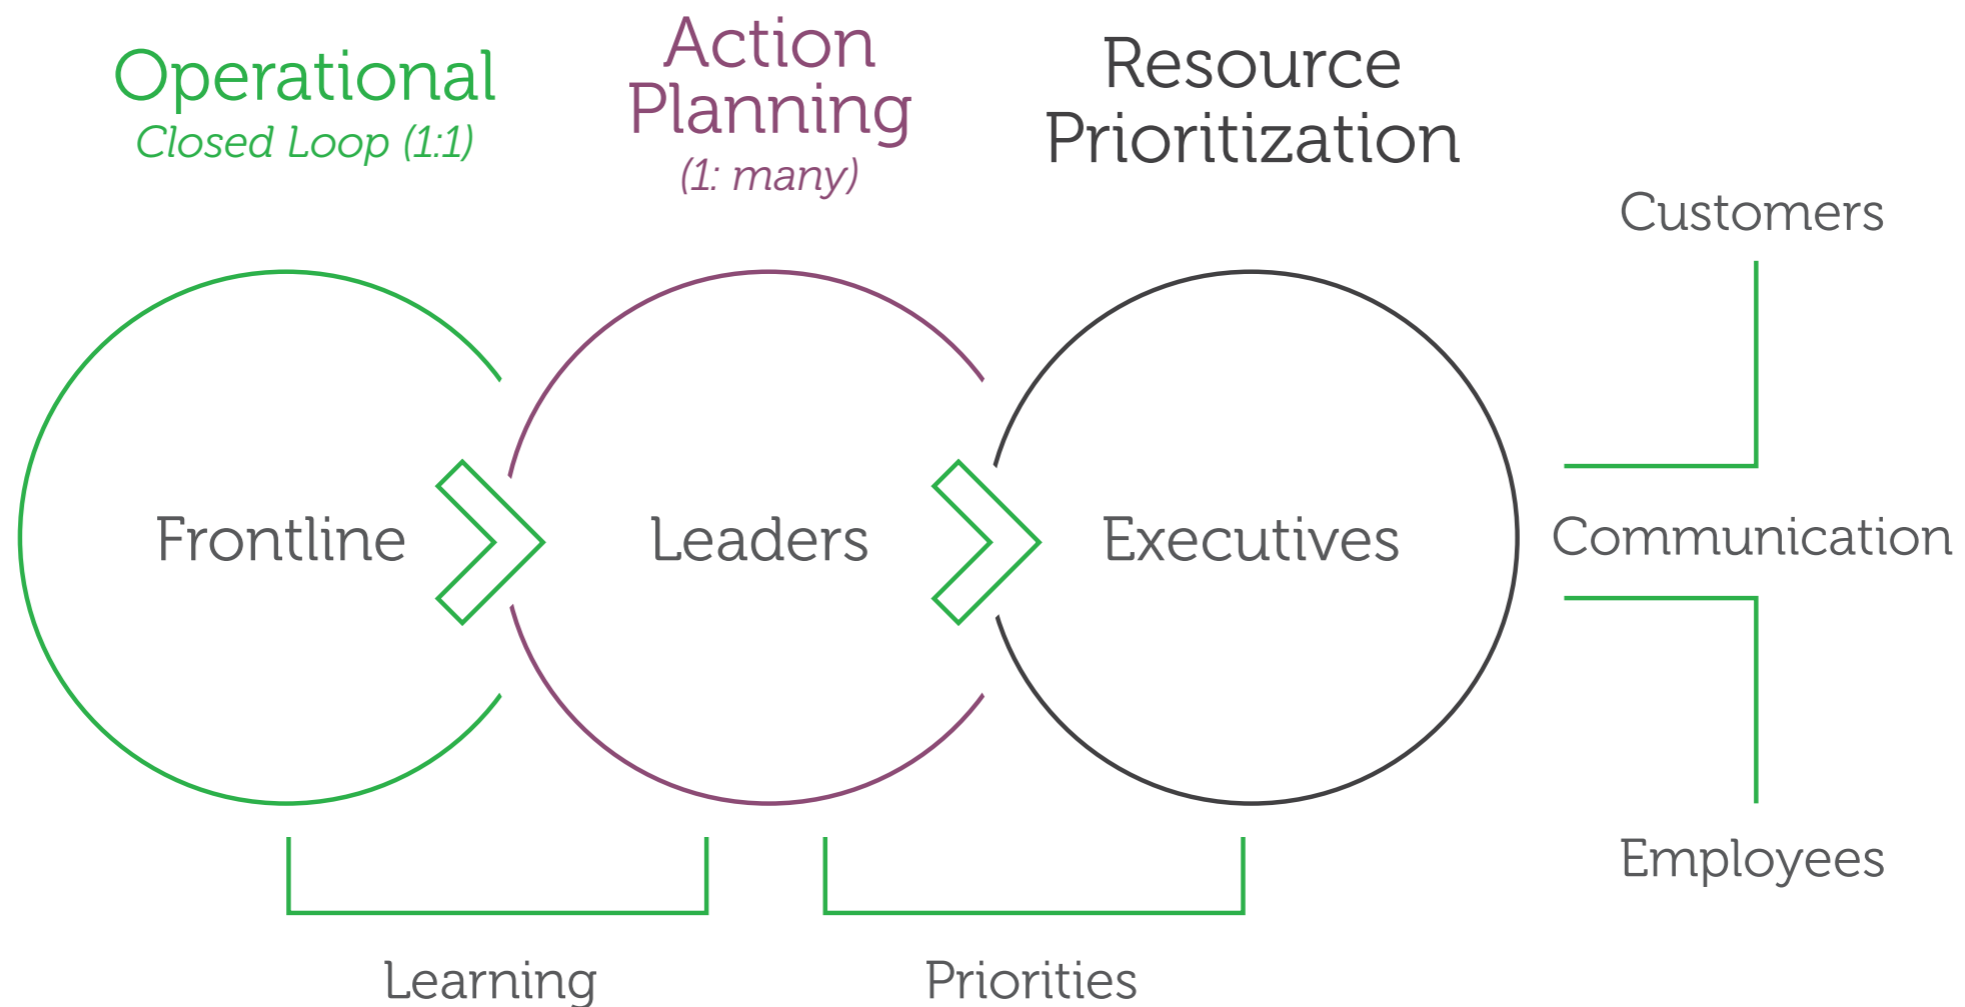 Operational
Closed Loop (1:1)
Action
Planning
(1: many)
Resource
Prioritization
Customers
Frontline
Leaders
Executives
Communication
Employees
Learning
Priorities